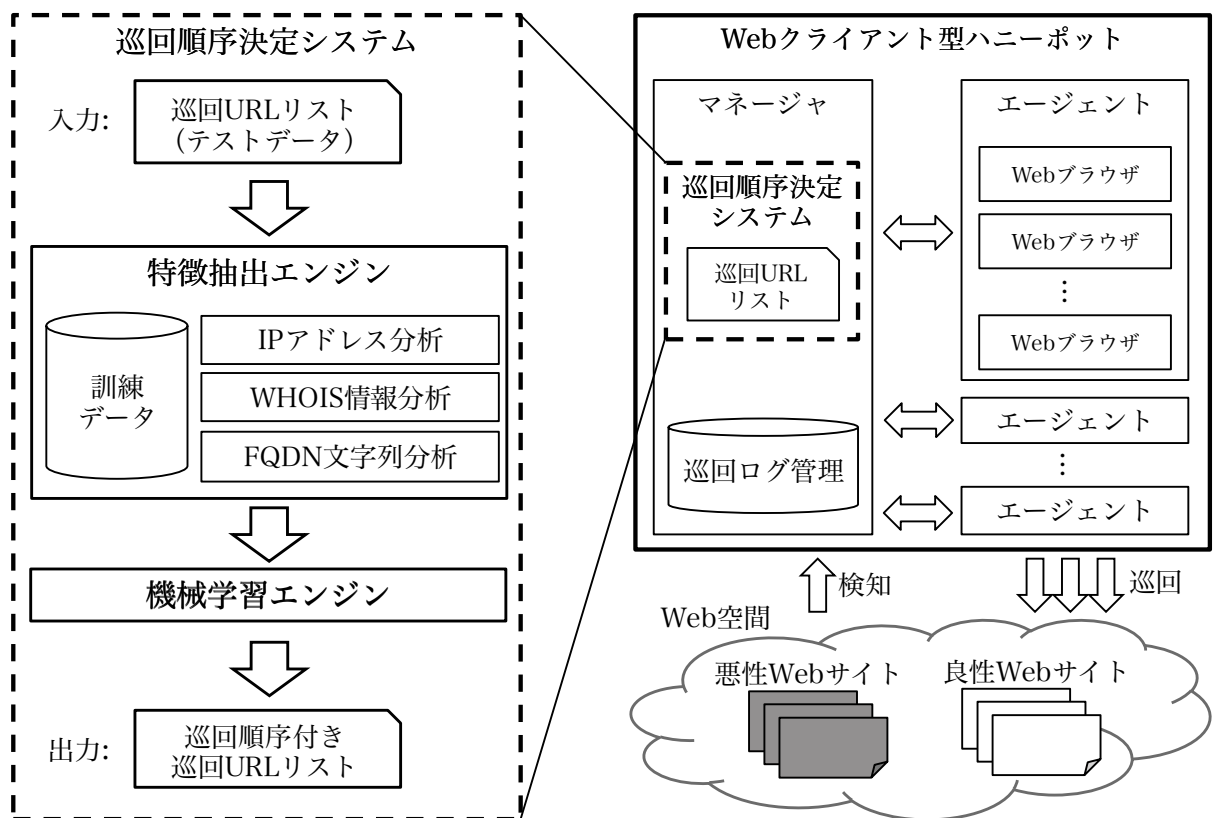 巡回順序決定システム
入力:
巡回URLリスト
(テストデータ)
特徴抽出エンジン
訓練
データ
IPアドレス分析
WHOIS情報分析
FQDN文字列分析
機械学習エンジン
出力:
巡回順序付き
巡回URLリスト
Webクライアント型ハニーポット
マネージャ
巡回順序決定
システム
巡回URL
リスト
巡回ログ管理
エージェント
Webブラウザ
Webブラウザ
⋮
Webブラウザ
エージェント
⋮
エージェント
検知
巡回
Web空間
悪性Webサイト
良性Webサイト